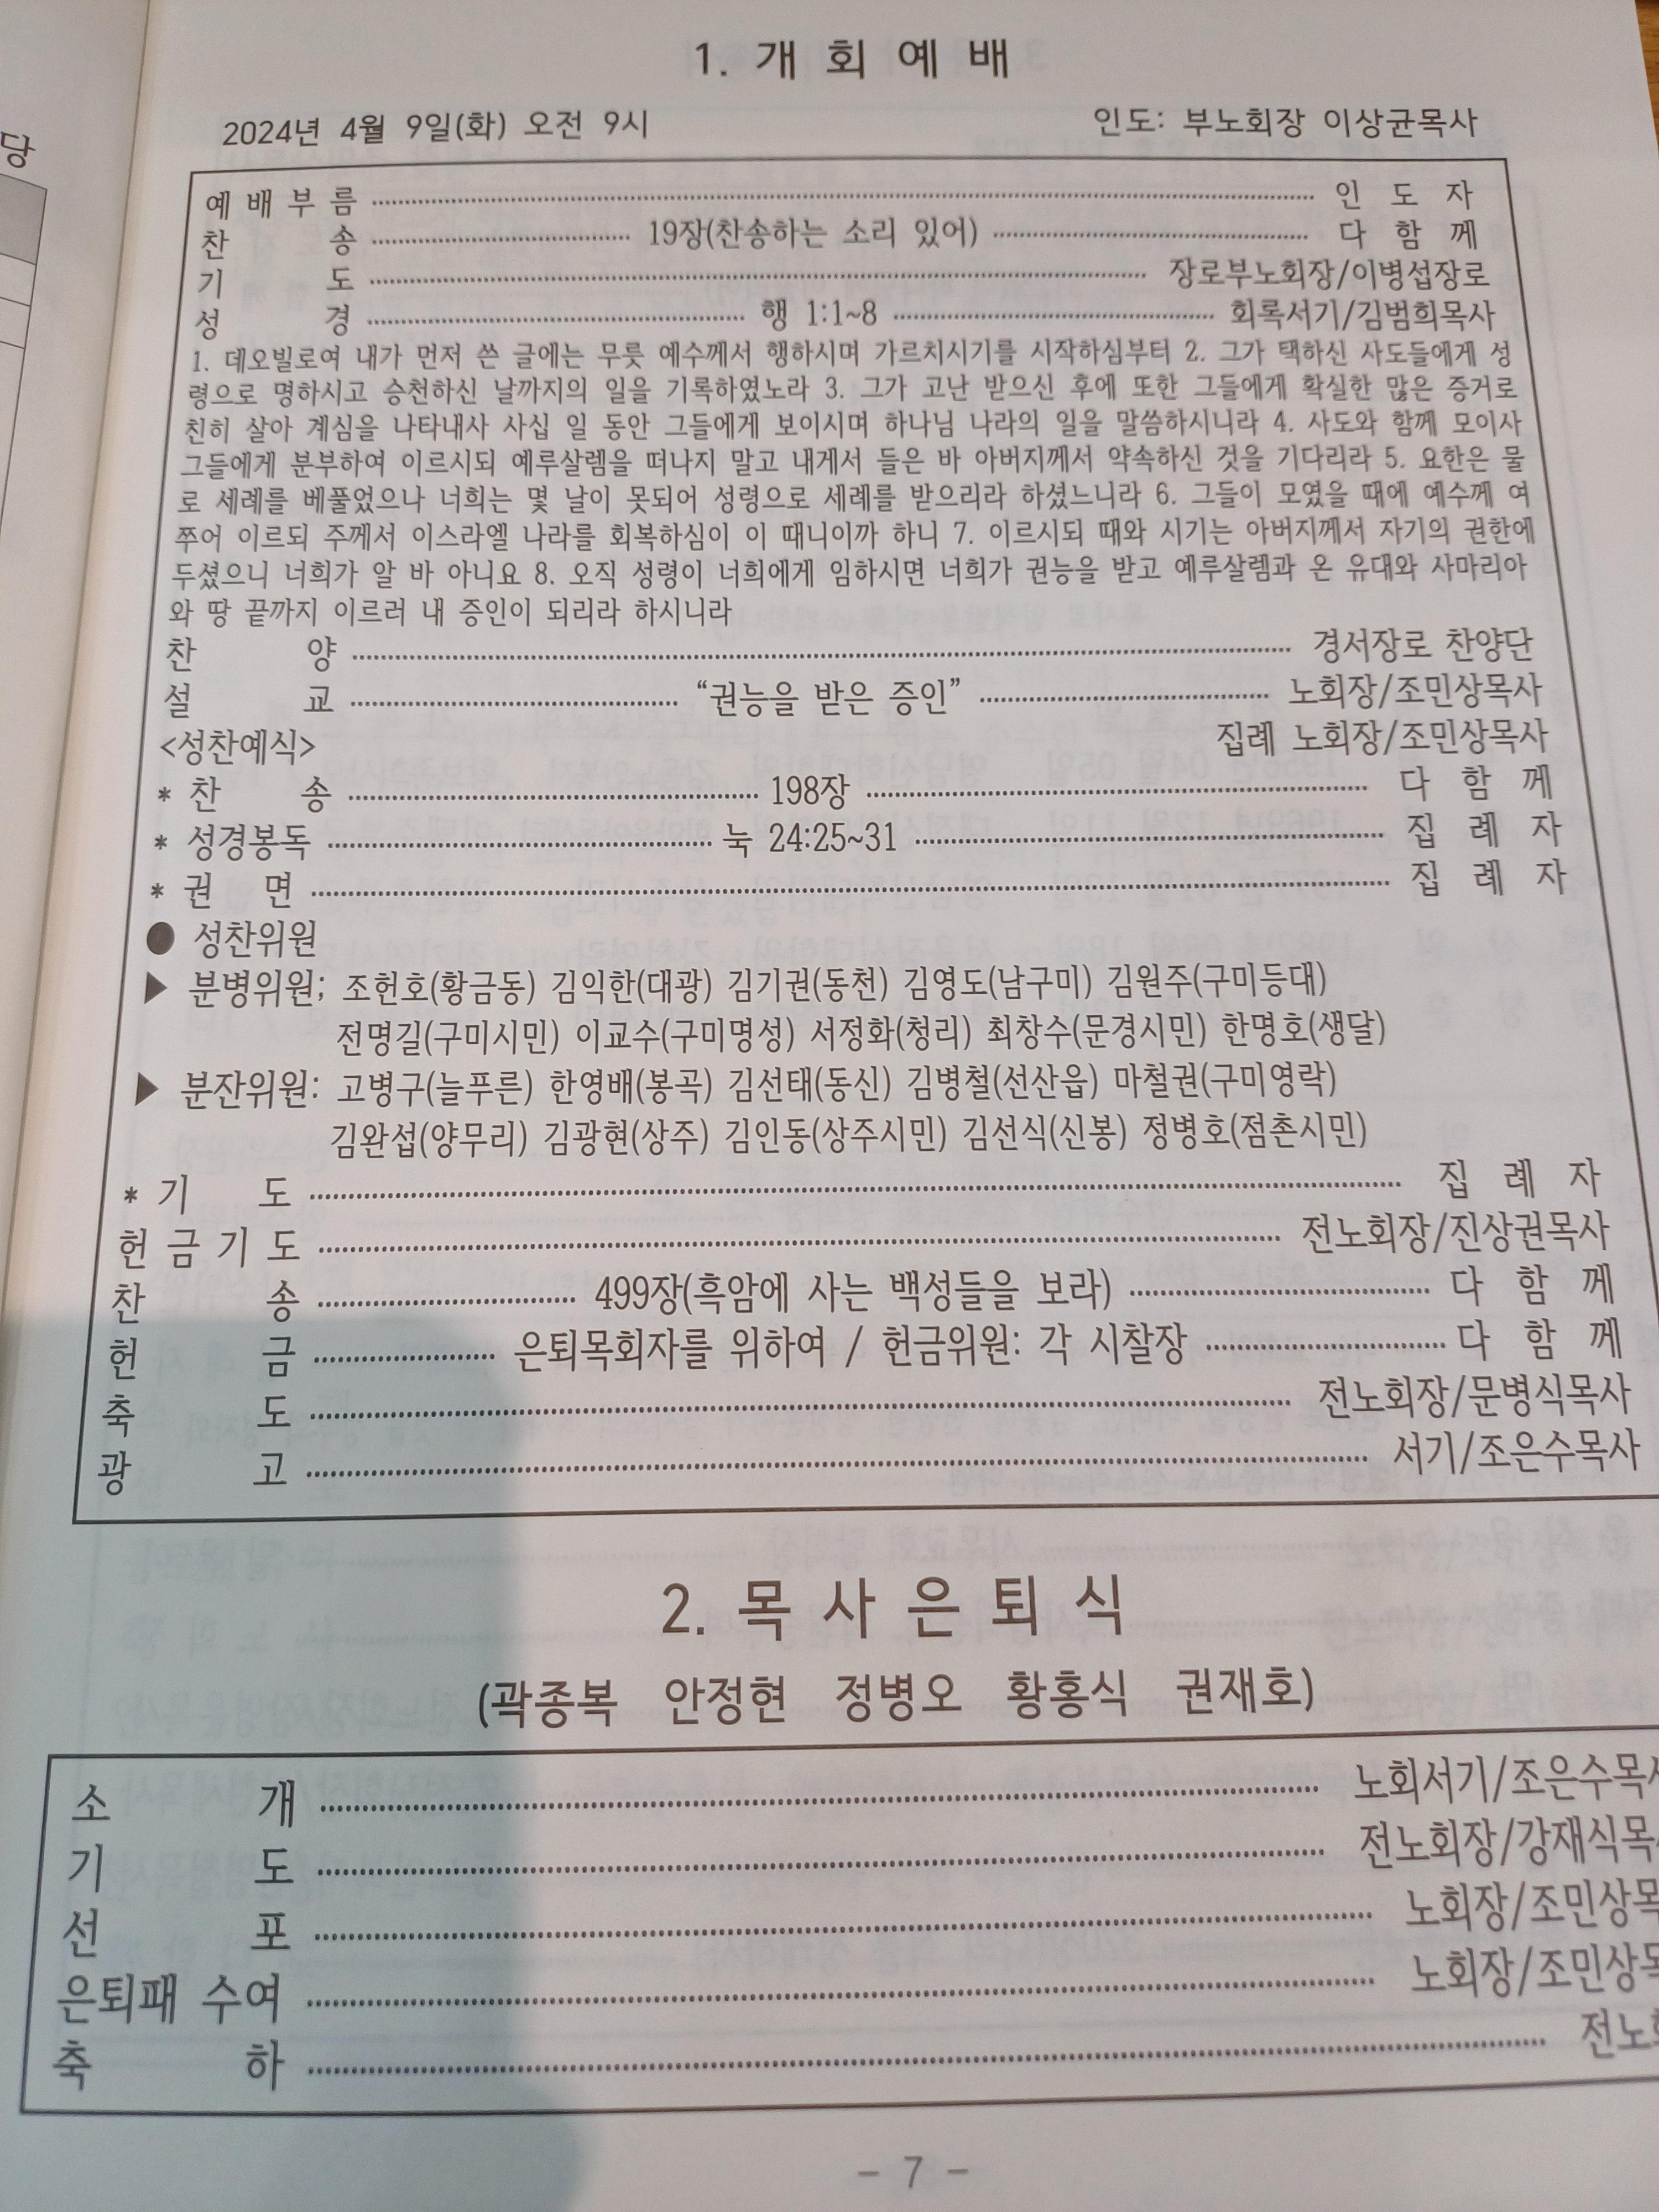 당
1. 개 회 예 배
2024년 4월 9일(화) 오전 9시 인도: 부노회장 이상균목사
예 배 부 름 인 도 자
찬 송 19장(찬송하는 소리 있어) 다 함 께
기 도 장로부노회장/이병섭장로
성 경 행 1:1~8 회록서기/김범희목사
1. 데오빌로여 내가 먼저 쓴 글에는 무릇 예수께서 행하시며 가르치시기를 시작하심부터 2. 그가 택하신 사도들에게 성
령으로 명하시고 승천하신 날까지의 일을 기록하였노라 3. 그가 고난 받으신 후에 또한 그들에게 확실한 많은 증거로
친히 살아 계심을 나타내사 사십 일 동안 그들에게 보이시며 하나님 나라의 일을 말씀하시니라 4. 사도와 함께 모이사
그들에게 분부하여 이르시되 예루살렘을 떠나지 말고 내게서 들은 바 아버지께서 약속하신 것을 기다리라 5. 요한은 물
로 세례를 베풀었으나 너희는 몇 날이 못되어 성령으로 세례를 받으리라 하셨느니라 6. 그들이 모였을 때에 예수께 여
쭈어 이르되 주께서 이스라엘 나라를 회복하심이 이 때니이까 하니 7. 이르시되 때와 시기는 아버지께서 자기의 권한에
두셨으니 너희가 알 바 아니요 8. 오직 성령이 너희에게 임하시면 너희가 권능을 받고 예루살렘과 온 유대와 사마리아
와 땅 끝까지 이르러 내 증인이 되리라 하시니라
찬 양 경서장로 찬양단
설 교 “권능을 받은 증인” 노회장/조민상목사
<성찬예식> 집례 노회장/조민상목사
* 찬 송 198장 다 함 께
* 성경봉독 눅 24:25~31 집 례 자
* 권 면 집 례 자
● 성찬위원
▶ 분병위원; 조헌호(황금동) 김익한(대광) 김기권(동천) 김영도(남구미) 김원주(구미등대)
전명길(구미시민) 이교수(구미명성) 서정화(청리) 최창수(문경시민) 한명호(생달)
▶ 분잔위원: 고병구(늘푸른) 한영배(봉곡) 김선태(동신) 김병철(선산읍) 마철권(구미영락)
김완섭(양무리) 김광현(상주) 김인동(상주시민) 김선식(신봉) 정병호(점촌시민)
* 기 도 집 례 자
헌 금 기 도 전노회장/진상권목사
찬 송 499장(흑암에 사는 백성들을 보라) 다 함 께
헌 금 은퇴목회자를 위하여 / 헌금위원: 각 시찰장 다 함 께
축 도 전노회장/문병식목사
광 고 서기/조은수목사
2. 목 사 은 퇴 식
(곽종복 안정현 정병오 황홍식 권재호)
소 개 노회서기/조은수목
기 도 전노회장/강재식목
선 포 노회장/조민상
은퇴패 수여 노회장/조민상
축 하 전노
- 7 -